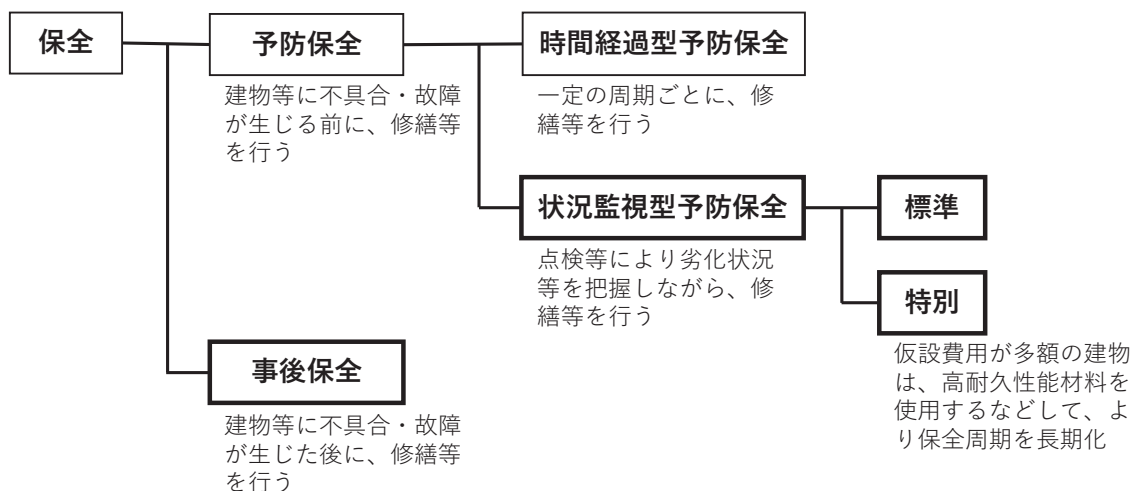 保全
予防保全
建物等に不具合・故障
が生じる前に、修繕等
を行う
時間経過型予防保全
一定の周期ごとに、修
繕等を行う
状況監視型予防保全
点検等により劣化状況
等を把握しながら、修
繕等を行う
標準
特別
仮設費用が多額の建物
は、高耐久性能材料を
使用するなどして、よ
り保全周期を長期化
事後保全
建物等に不具合・故障
が生じた後に、修繕等
を行う